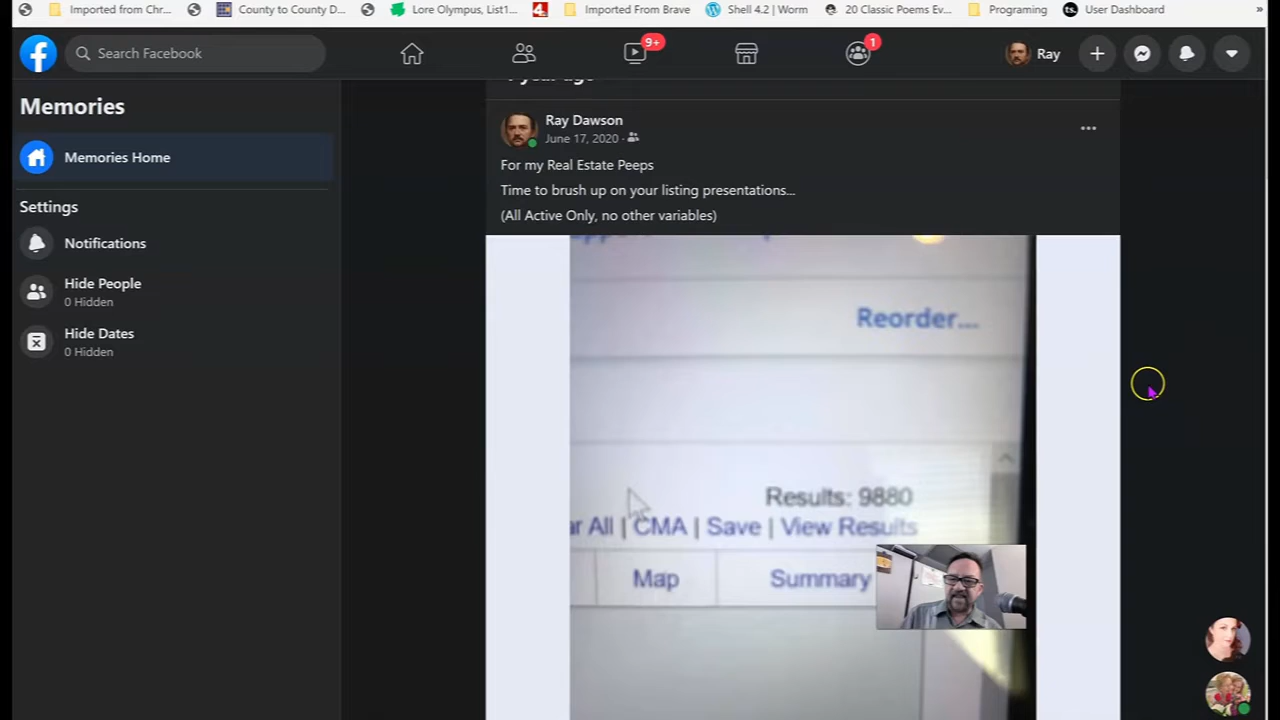 Imported from Chr...
County to County D...
Lore Olympus, List1...
4
Imported From Brave
Shell 4.2 | Worm
20 Classic Poems Ev...
Programing
ts.
User Dashboard
»
Search Facebook
9+
1
Ray
Memories
Memories Home
Settings
Notifications
Hide People
0 Hidden
Hide Dates
0 Hidden
Ray Dawson
June 17, 2020 ·
For my Real Estate Peeps
Time to brush up on your listing presentations...
(All Active Only, no other variables)
Reorder...
Results: 9880
All | CMA | Save | View Results
Map
Summary